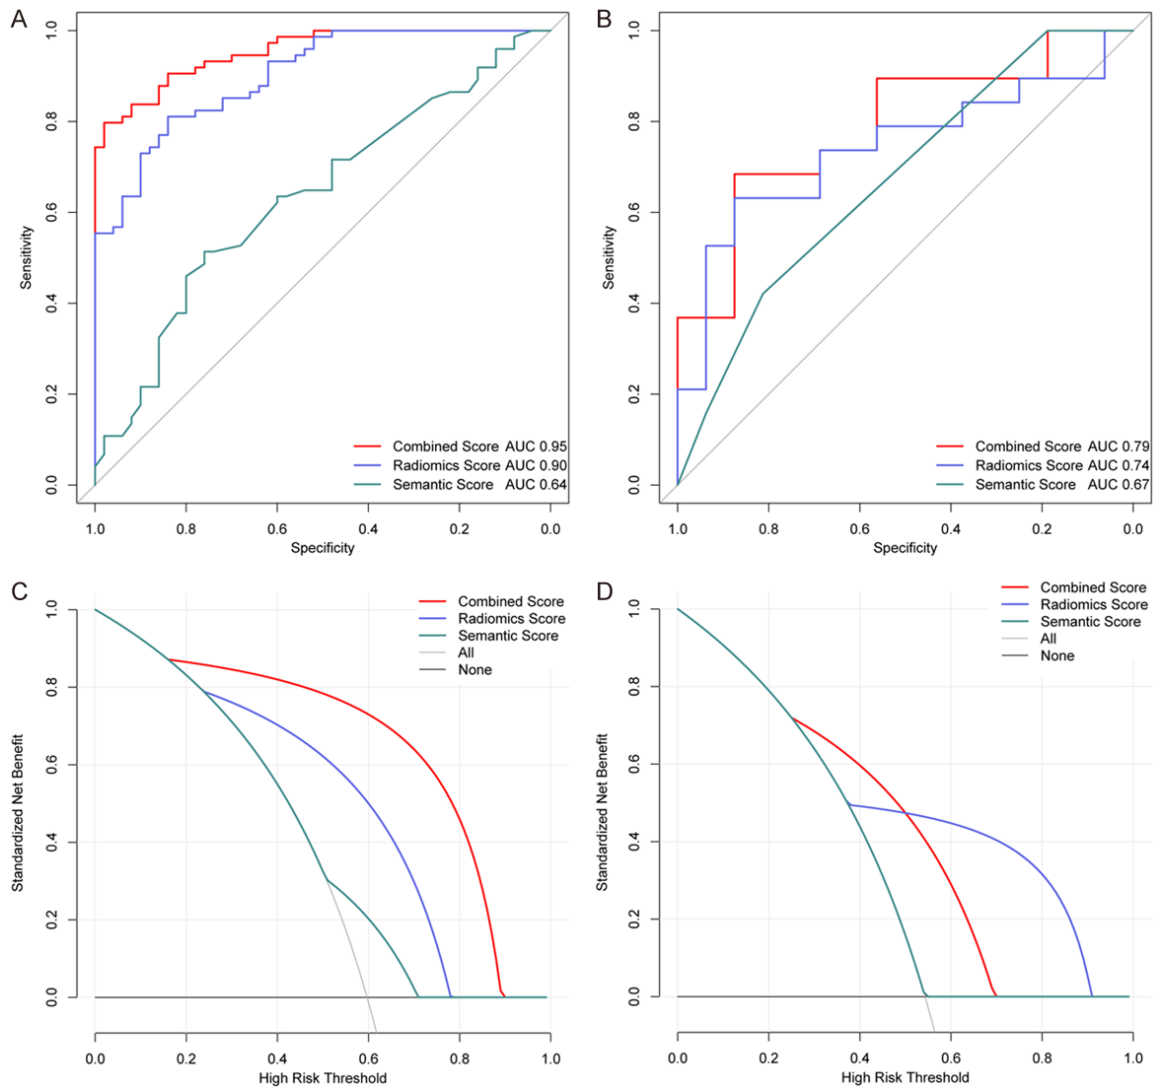 A
1.0
0.8
0.6
0.4
0.2
0.0
Sensitivity
Combined Score AUC 0.95
Radiomics Score AUC 0.90
Semantic Score AUC 0.64
1.0 0.8 0.6 0.4 0.2 0.0
Specificity
B
1.0
0.8
0.6
0.4
0.2
0.0
Sensitivity
Combined Score AUC 0.79
Radiomics Score AUC 0.74
Semantic Score AUC 0.67
1.0 0.8 0.6 0.4 0.2 0.0
Specificity
C
Combined Score
Radiomics Score
Semantic Score
All
None
1.0
0.8
0.6
0.4
0.2
0.0
Standardized Net Benefit
0.0 0.2 0.4 0.6 0.8 1.0
High Risk Threshold
D
Combined Score
Radiomics Score
Semantic Score
All
None
1.0
0.8
0.6
0.4
0.2
0.0
Standardized Net Benefit
0.0 0.2 0.4 0.6 0.8 1.0
High Risk Threshold